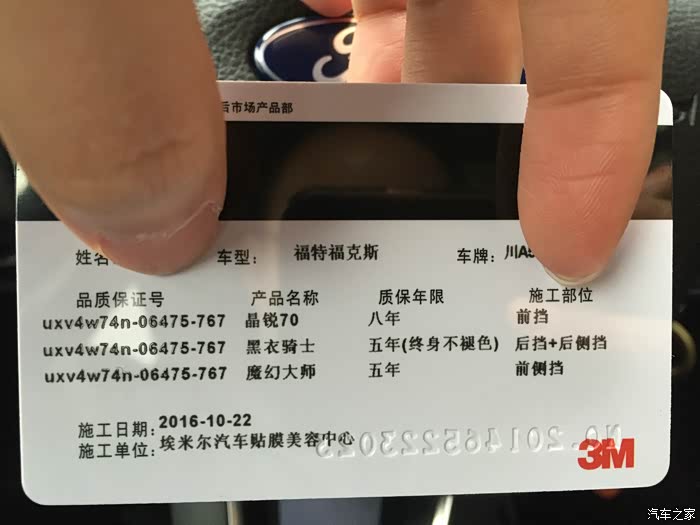 后市场产品部
姓名 车型： 福特福克斯 车牌： 川A5
品质保证号 产品名称 质保年限 施工部位
uxv4w74n-06475-767 晶锐70 八年 前挡
uxv4w74n-06475-767 黑衣骑士 五年(终身不褪色) 后挡+后侧挡
uxv4w74n-06475-767 魔幻大师 五年 前侧挡
施工日期: 2016-10-22
施工单位: 埃米尔汽车贴膜美容中心
NO.201465223023
3M
汽车之家